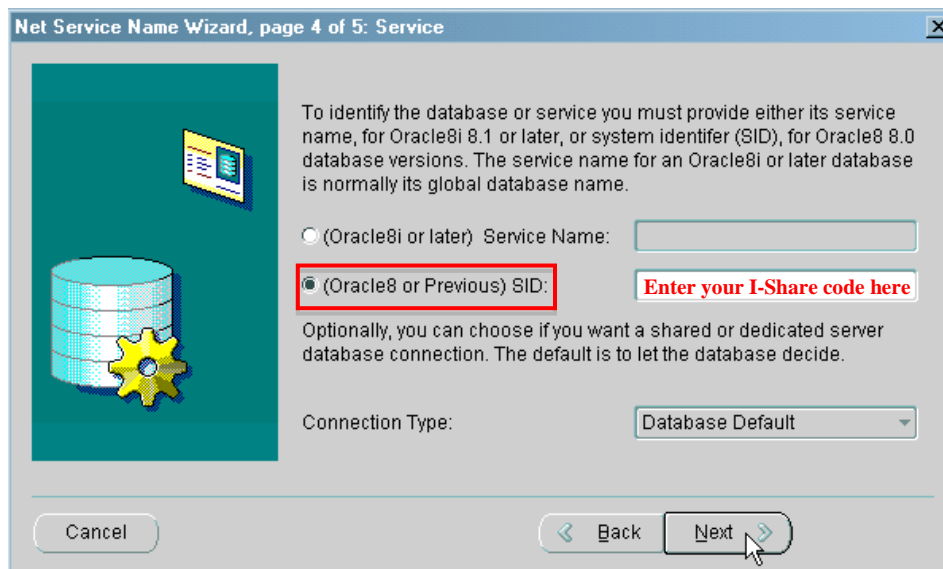 Net Service Name Wizard, page 4 of 5: Service
To identify the database or service you must provide either its service
name, for Oracle8i 8.1 or later, or system identifer (SID), for Oracle8 8.0
database versions. The service name for an Oracle8i or later database
is normally its global database name.
(Oracle8i or later) Service Name:
(Oracle8 or Previous) SID: Enter your I-Share code here
Optionally, you can choose if you want a shared or dedicated server
database connection. The default is to let the database decide.
Connection Type: Database Default
Cancel Back Next